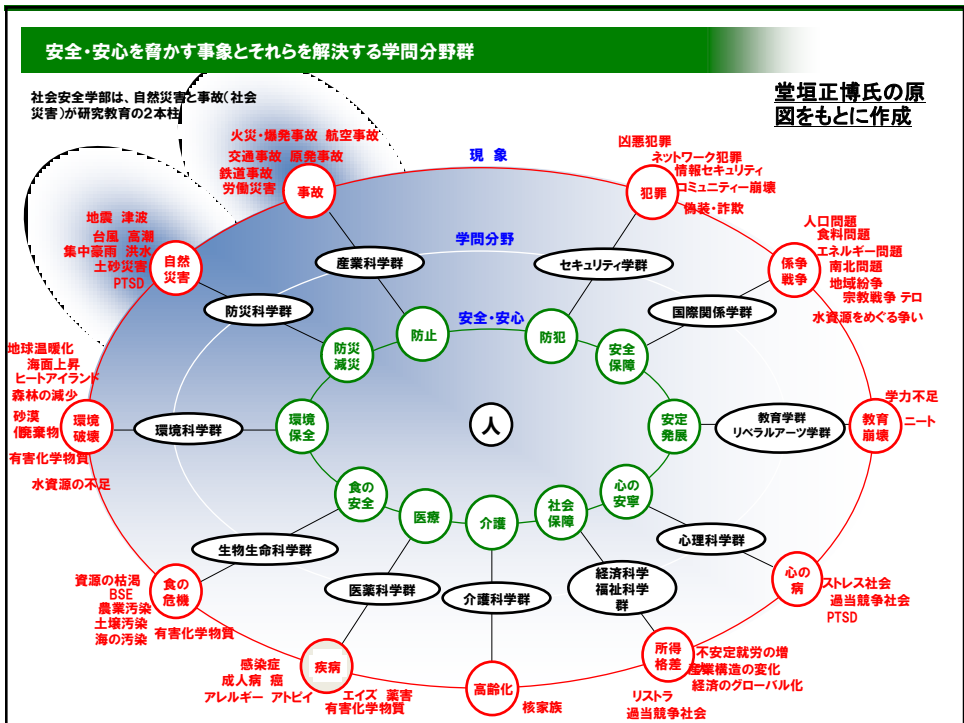 安全・安心を脅かす事象とそれらを解決する学問分野群
社会安全学部は、自然災害と事故(社会
災害)が研究教育の2本柱
堂垣正博氏の原
図をもとに作成
現 象
学問分野
安全・安心
人
火災・爆発事故 航空事故
交通事故 原発事故
鉄道事故
労働災害
事故
産業科学群
防止
凶悪犯罪
ネットワーク犯罪
情報セキュリティ
コミュニティー崩壊
偽装・詐欺
犯罪
セキュリティ学群
防犯
地震 津波
台風 高潮
集中豪雨 洪水
土砂災害
PTSD
自然
災害
防災科学群
防災
減災
人口問題
食料問題
エネルギー問題
南北問題
地域紛争
宗教戦争 テロ
水資源をめぐる争い
係争
戦争
国際関係学群
安全
保障
地球温暖化
海面上昇
ヒートアイランド
森林の減少
砂漠
化
廃棄物
有害化学物質
水資源の不足
環境
破壊
環境科学群
環境
保全
学力不足
ニート
教育
崩壊
教育学群
リベラルアーツ学群
安定
発展
資源の枯渇
BSE
農業汚染
土壌汚染
海の汚染
有害化学物質
食の
危機
生物生命科学群
食の
安全
感染症
成人病 癌
アレルギー アトピイ
エイズ 薬害
有害化学物質
疾病
医薬科学群
医療
核家族
高齢化
介護科学群
介護
不安定就労の増
産業構造の変化
経済のグローバル化
リストラ
過当競争社会
所得
格差
経済科学
福祉科学
群
社会
保障
ストレス社会
過当競争社会
PTSD
心の
病
心理科学群
心の
安寧